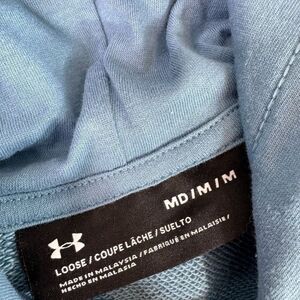 MD / M / M
LOOSE / COUPE LÂCHE / SUELTO
MADE IN MALAYSIA / FABRIQUÉ EN MALAISIE /
HECHO EN MALASIA